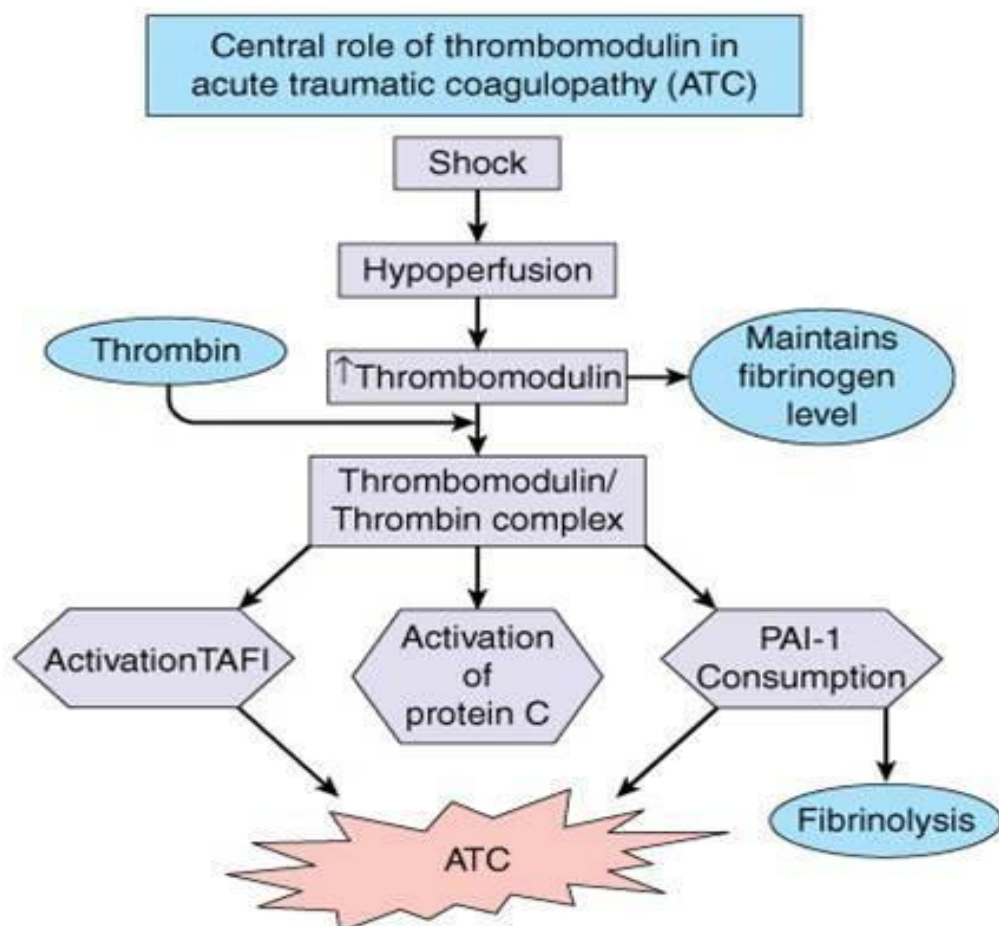 Central role of thrombomodulin in
acute traumatic coagulopathy (ATC)
Shock
Hypoperfusion
Thrombin
↑Thrombomodulin
Maintains
fibrinogen
level
Thrombomodulin/
Thrombin complex
ActivationTAFI
Activation
of
protein C
PAI-1
Consumption
ATC
Fibrinolysis